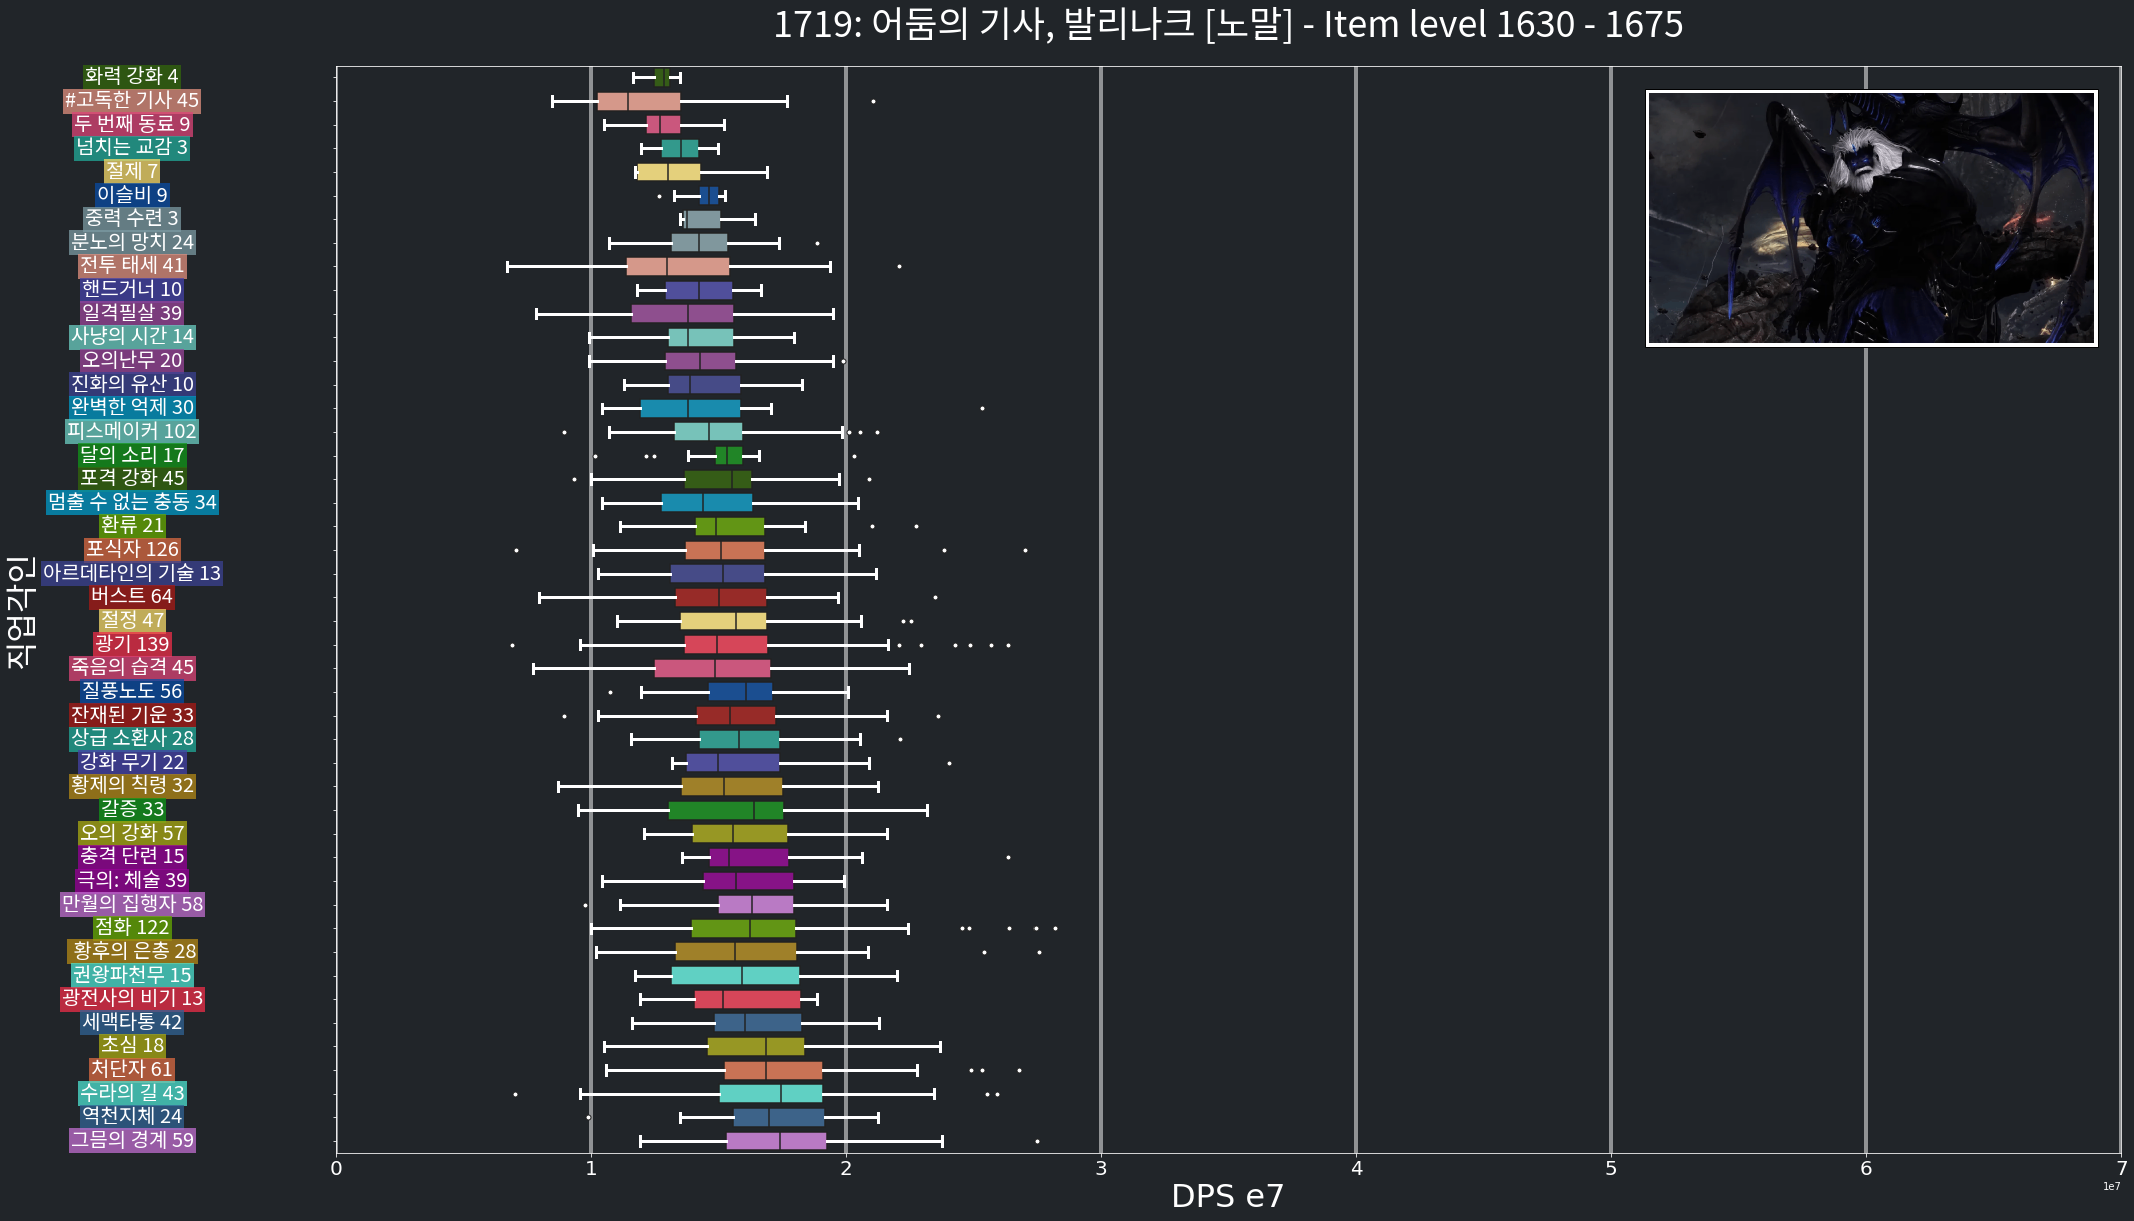 1719: 어둠의 기사, 발리나크 [노말] - Item level 1630 - 1675
직업각인
화력 강화 4
#고독한 기사 45
두 번째 동료 9
넘치는 교감 3
절제 7
이슬비 9
중력 수련 3
분노의 망치 24
전투 태세 41
핸드거너 10
일격필살 39
사냥의 시간 14
오의난무 20
진화의 유산 10
완벽한 억제 30
피스메이커 102
달의 소리 17
포격 강화 45
멈출 수 없는 충동 34
환류 21
포식자 126
아르데타인의 기술 13
버스트 64
절정 47
광기 139
죽음의 습격 45
질풍노도 56
잔재된 기운 33
상급 소환사 28
강화 무기 22
황제의 칙령 32
갈증 33
오의 강화 57
충격 단련 15
극의: 체술 39
만월의 집행자 58
점화 122
황후의 은총 28
권왕파천무 15
광전사의 비기 13
세맥타통 42
초심 18
처단자 61
수라의 길 43
역천지체 24
그믐의 경계 59
0 1 2 3 4 5 6 7
1e7
DPS e7